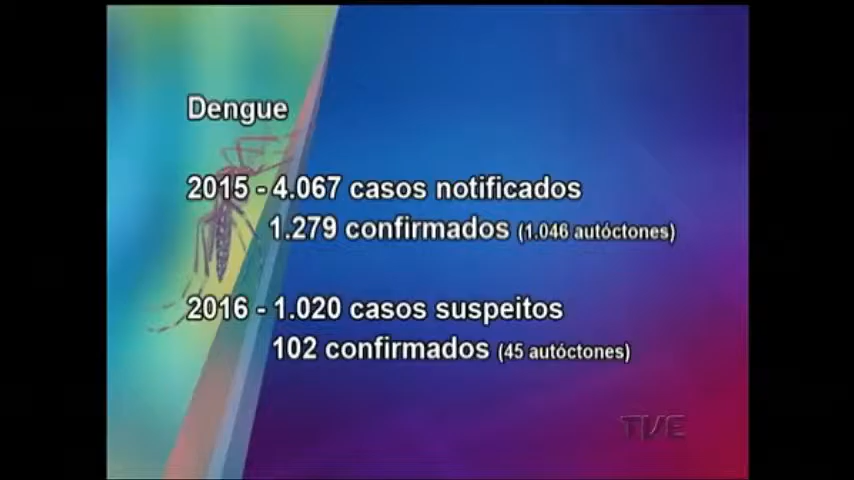 Dengue
2015 - 4.067 casos notificados
1.279 confirmados (1.046 autóctones)
2016 - 1.020 casos suspeitos
102 confirmados (45 autóctones)
TVE